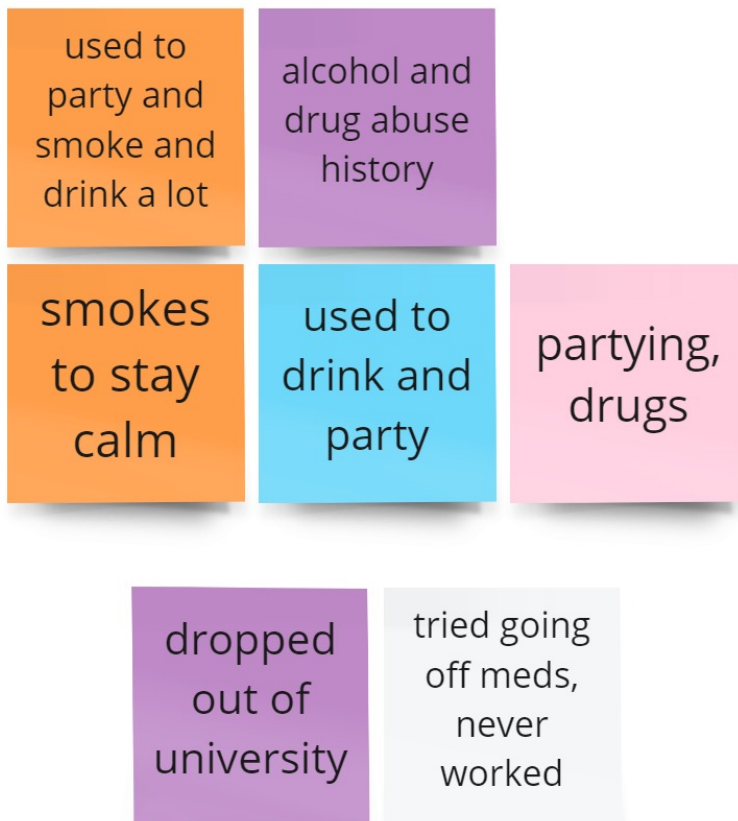 used to
party and
smoke and
drink a lot
alcohol and
drug abuse
history
smokes
to stay
calm
used to
drink and
party
partying,
drugs
dropped
out of
university
tried going
off meds,
never
worked